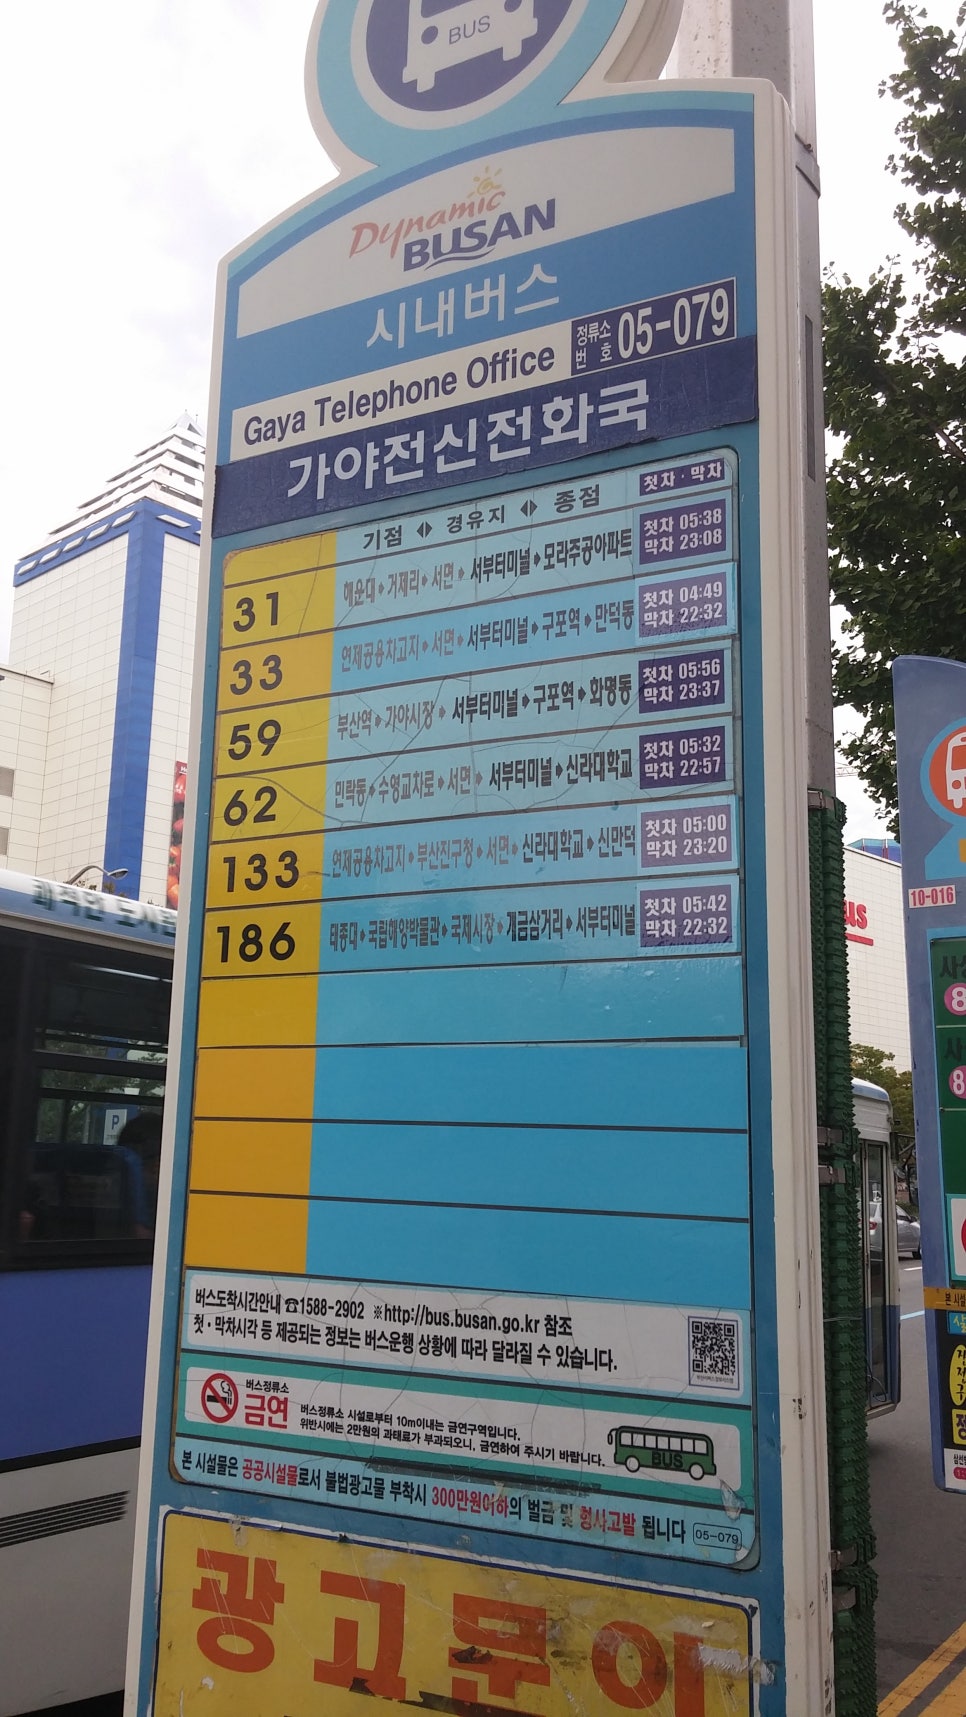 BUS
Dynamic
BUSAN
시내버스
Gaya Telephone Office
정류소
번 호
05-079
가야전신전화국
기점 ◂▸ 경유지 ◂▸ 종점
첫차 · 막차
31
해운대▸거제리▸서면▸서부터미널▸모라주공아파트
첫차 05:38
막차 23:08
33
연제공용차고지▸서면▸서부터미널▸구포역▸만덕동
첫차 04:49
막차 22:32
59
부산역▸가야시장▸서부터미널▸구포역▸화명동
첫차 05:56
막차 23:37
62
민락동▸수영교차로▸서면▸서부터미널▸신라대학교
첫차 05:32
막차 22:57
133
연제공용차고지▸부산진구청▸서면▸신라대학교▸신만덕
첫차 05:00
막차 23:20
186
태종대▸국립해양박물관▸국제시장▸개금삼거리▸서부터미널
첫차 05:42
막차 22:32
버스도착시간안내 ☎1588-2902 ※http://bus.busan.go.kr 참조
첫·막차시각 등 제공되는 정보는 버스운행 상황에 따라 달라질 수 있습니다.
버스정류소
금연
버스정류소 시설로부터 10m이내는 금연구역입니다.
위반시에는 2만원의 과태료가 부과되오니, 금연하여 주시기 바랍니다.
BUS
본 시설물은 공공시설물로서 불법광고물 부착시 300만원이하의 벌금 및 형사고발 됩니다
05-079
광고문의
P
10-016
8
8